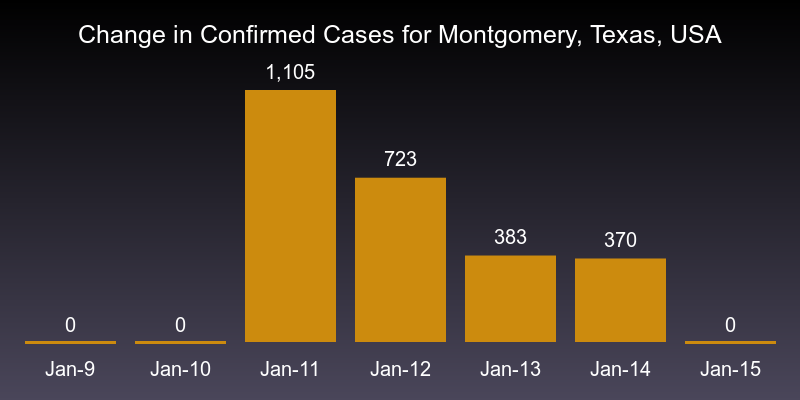 Change in Confirmed Cases for Montgomery, Texas, USA
1,105
723
383
370
0
0
0
Jan-9
Jan-10
Jan-11
Jan-12
Jan-13
Jan-14
Jan-15